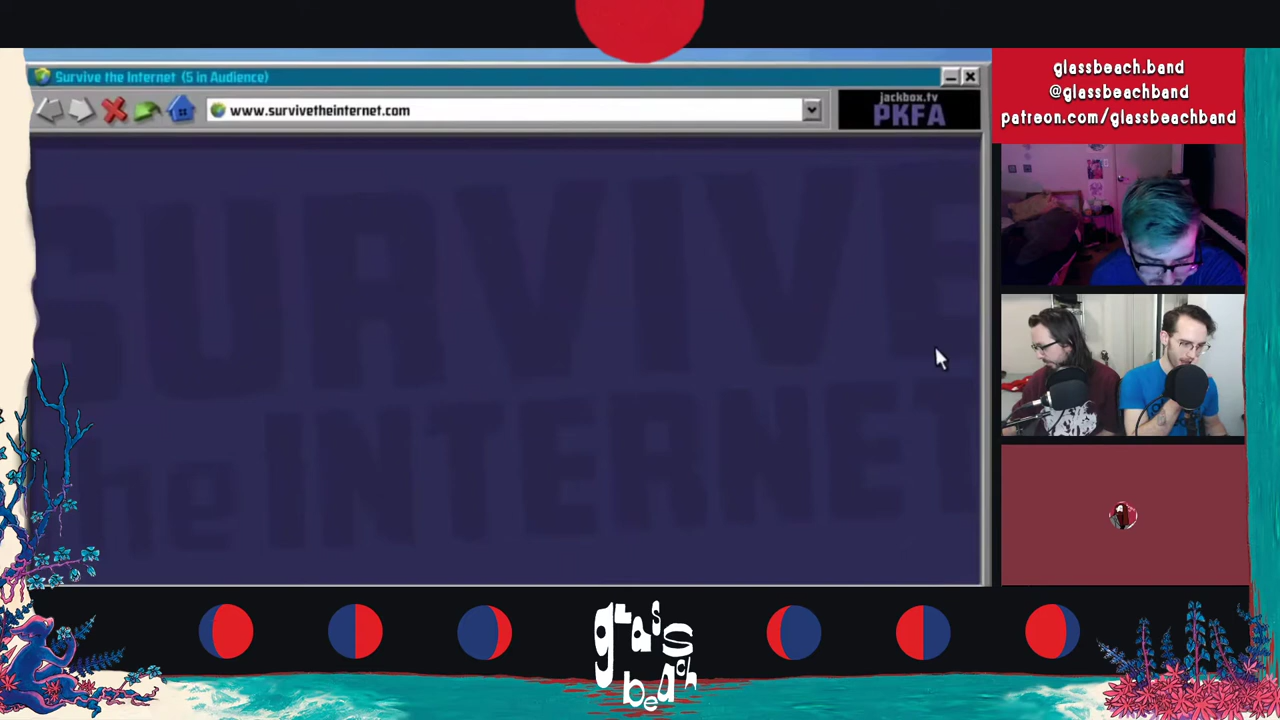 Survive the Internet (5 in Audience)
www.survivetheinternet.com
jackbox.tv
PKFA
SURVIVE
the INTERNET
glassbeach.band
@glassbeachband
patreon.com/glassbeachband
glass
beach